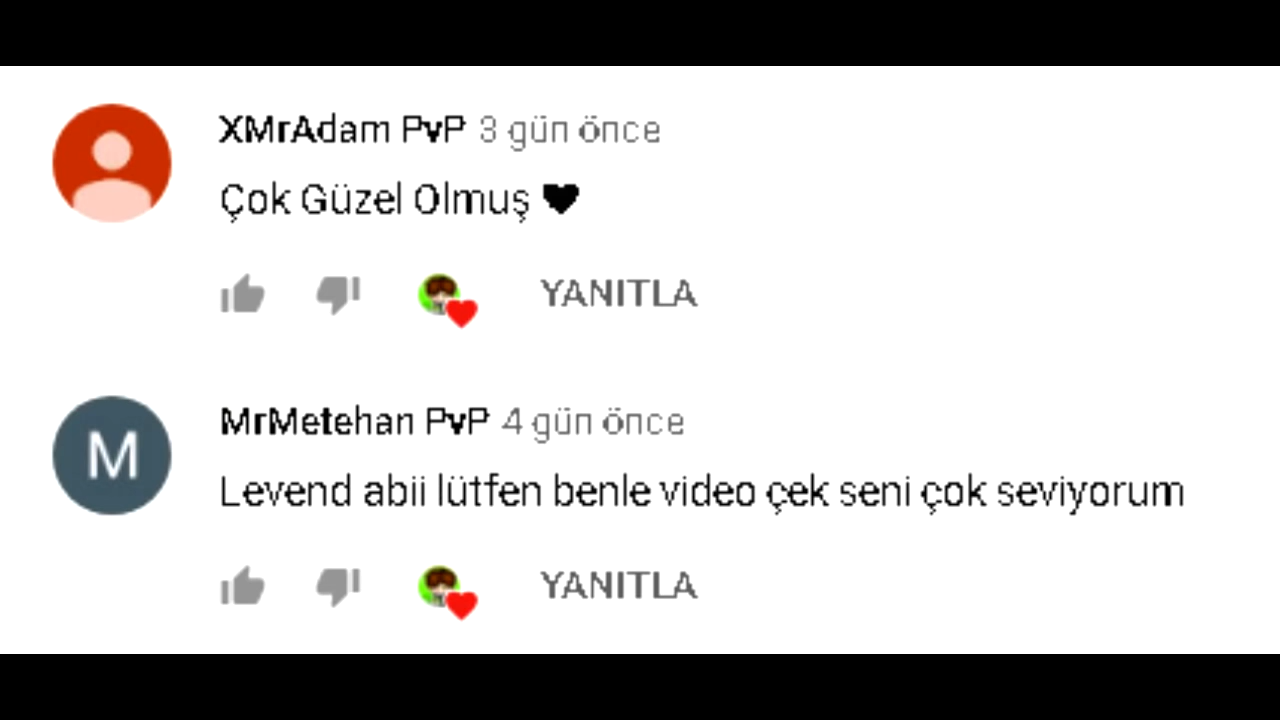 XMrAdam PvP 3 gün önce
Çok Güzel Olmuş ♥
YANITLA
M
MrMetehan PvP 4 gün önce
Levend abii lütfen benle video çek seni çok seviyorum
YANITLA